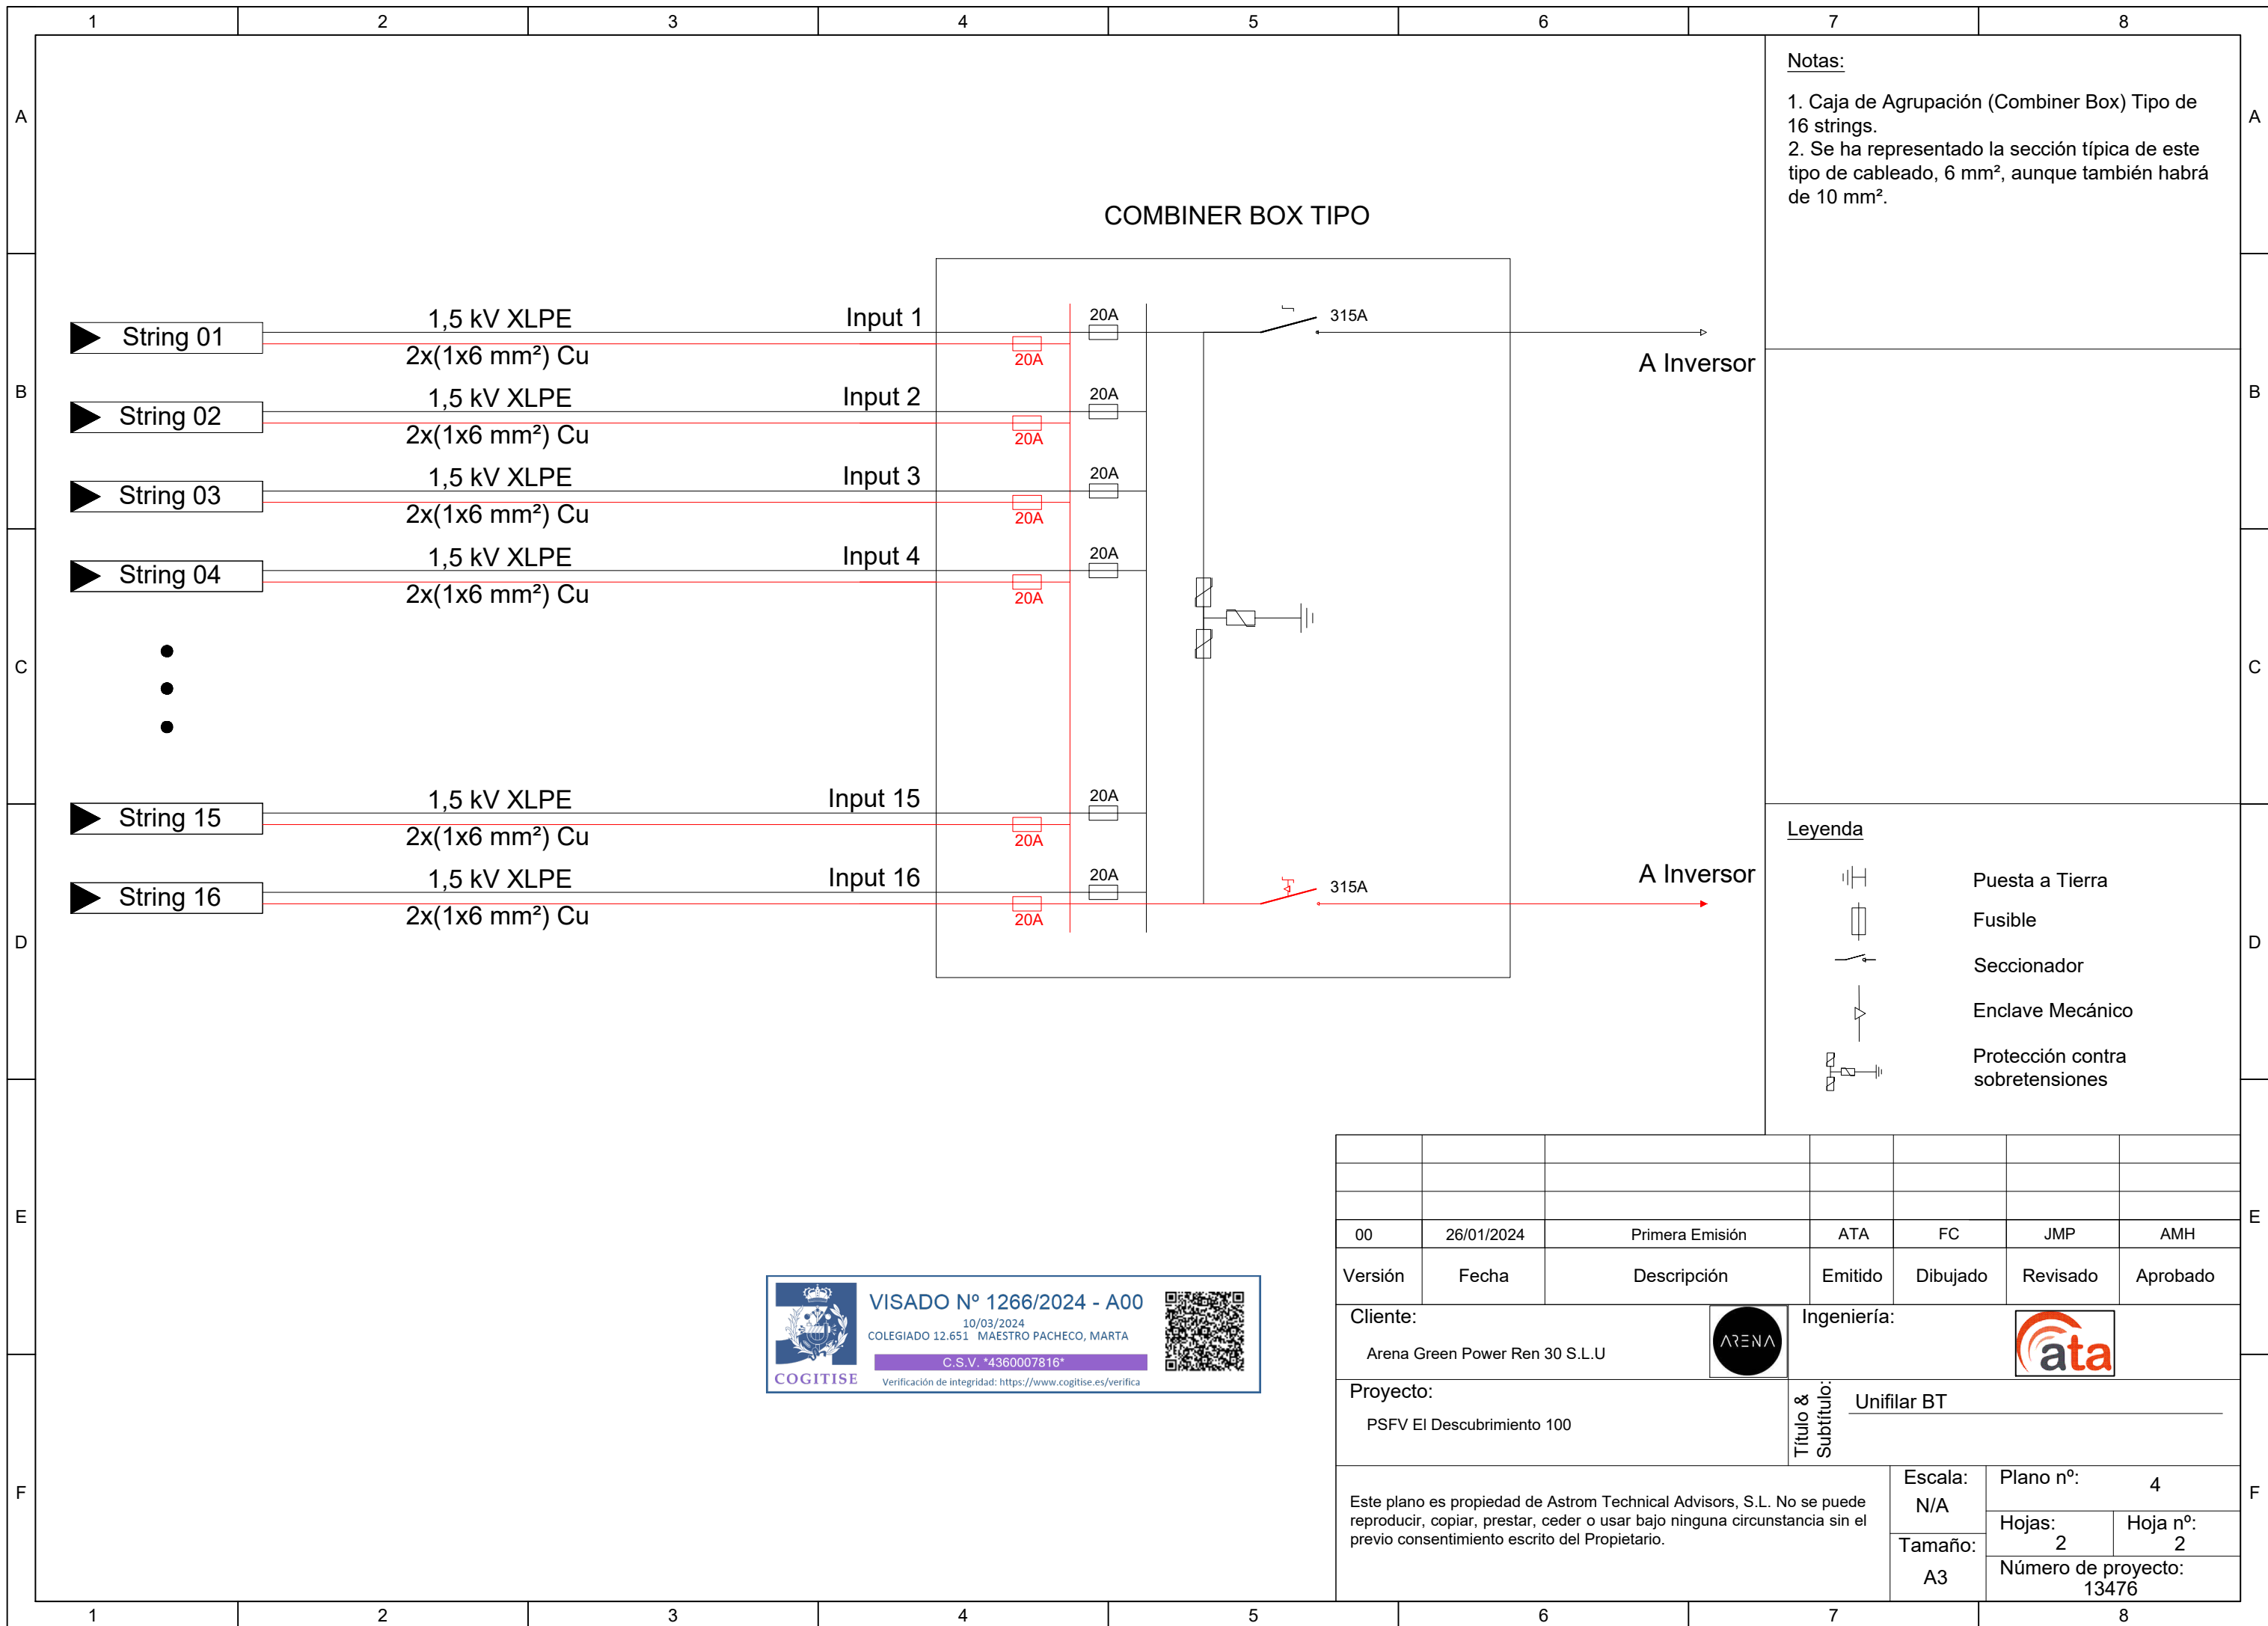 1 2 3 4 5 6 7 8
A A
B B
C C
D D
E E
F F
Notas:
1. Caja de Agrupación (Combiner Box) Tipo de
16 strings.
2. Se ha representado la sección típica de este
tipo de cableado, 6 mm², aunque también habrá
de 10 mm².
COMBINER BOX TIPO
String 01
1,5 kV XLPE
2x(1x6 mm²) Cu
Input 1
20A
20A
315A
A Inversor
String 02
1,5 kV XLPE
2x(1x6 mm²) Cu
Input 2
20A
20A
String 03
1,5 kV XLPE
2x(1x6 mm²) Cu
Input 3
20A
20A
String 04
1,5 kV XLPE
2x(1x6 mm²) Cu
Input 4
20A
20A
String 15
1,5 kV XLPE
2x(1x6 mm²) Cu
Input 15
20A
20A
String 16
1,5 kV XLPE
2x(1x6 mm²) Cu
Input 16
20A
20A
315A
A Inversor
Leyenda
Puesta a Tierra
Fusible
Seccionador
Enclave Mecánico
Protección contra
sobretensiones
00 26/01/2024 Primera Emisión ATA FC JMP AMH
Versión Fecha Descripción Emitido Dibujado Revisado Aprobado
Cliente:
Arena Green Power Ren 30 S.L.U
ARENA
Ingeniería:
ata
Proyecto:
PSFV El Descubrimiento 100
Título &
Subtítulo:
Unifilar BT
Este plano es propiedad de Astrom Technical Advisors, S.L. No se puede
reproducir, copiar, prestar, ceder o usar bajo ninguna circunstancia sin el
previo consentimiento escrito del Propietario.
Escala:
N/A
Tamaño:
A3
Plano nº:
4
Hojas:
2
Hoja nº:
2
Número de proyecto:
13476
COGITISE
VISADO Nº 1266/2024 - A00
10/03/2024
COLEGIADO 12.651 MAESTRO PACHECO, MARTA
C.S.V. *4360007816*
Verificación de integridad: https://www.cogitise.es/verifica
1 2 3 4 5 6 7 8